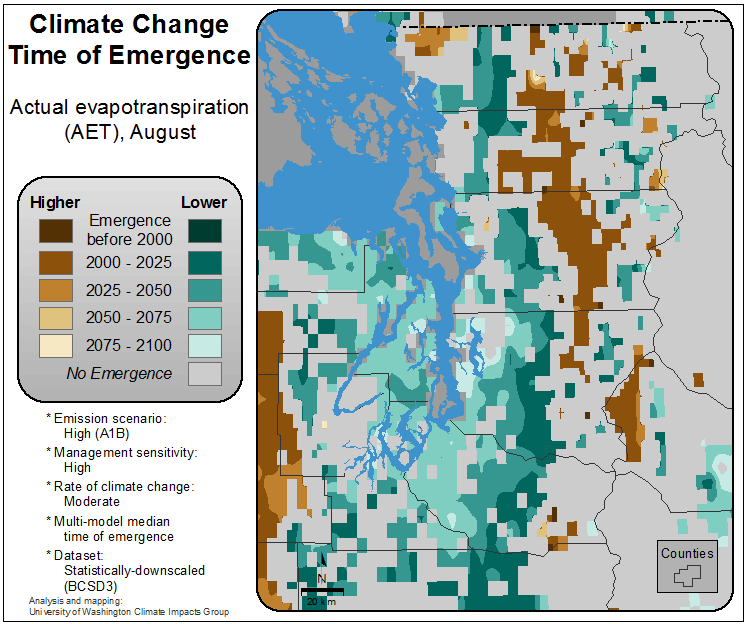 Climate Change
Time of Emergence
Actual evapotranspiration
(AET), August
Higher Lower
Emergence
before 2000
2000 - 2025
2025 - 2050
2050 - 2075
2075 - 2100
No Emergence
* Emission scenario:
High (A1B)
* Management sensitivity:
High
* Rate of climate change:
Moderate
* Multi-model median
time of emergence
* Dataset:
Statistically-downscaled
(BCSD3)
Analysis and mapping:
University of Washington Climate Impacts Group
N
20 km
Counties